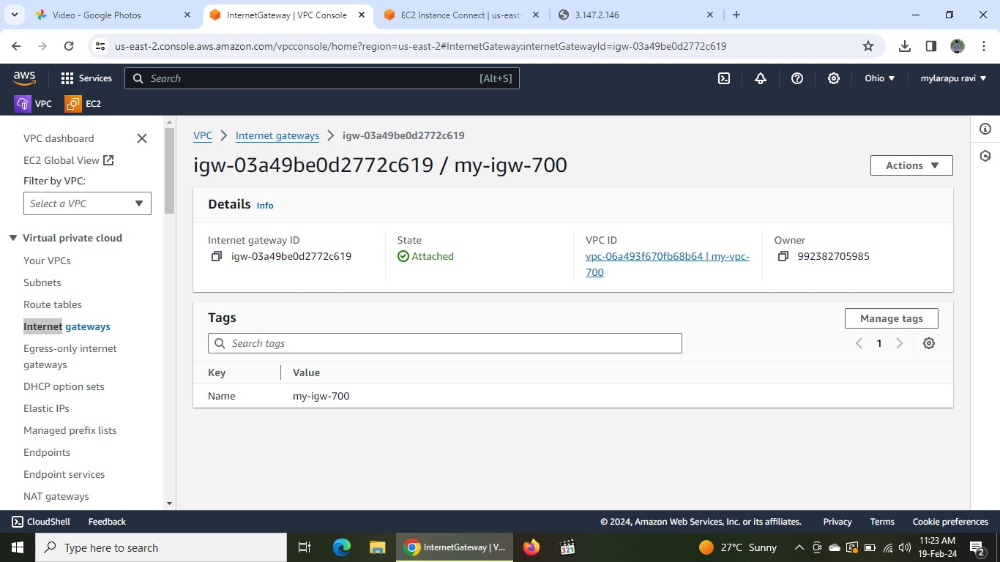 Video - Google Photos
InternetGateway | VPC Console
EC2 Instance Connect | us-east-
3.147.2.146
us-east-2.console.aws.amazon.com/vpcconsole/home?region=us-east-2#InternetGateway:internetGatewayId=igw-03a49be0d2772c619
aws
Services
Search
[Alt+S]
Ohio
mylarapu ravi
VPC
EC2
VPC dashboard
EC2 Global View
Filter by VPC:
Select a VPC
Virtual private cloud
Your VPCs
Subnets
Route tables
Internet gateways
Egress-only internet
gateways
DHCP option sets
Elastic IPs
Managed prefix lists
Endpoints
Endpoint services
NAT gateways
VPC
Internet gateways
igw-03a49be0d2772c619
igw-03a49be0d2772c619 / my-igw-700
Actions
Details Info
Internet gateway ID
igw-03a49be0d2772c619
State
Attached
VPC ID
vpc-06a493f670fb68b64 | my-vpc-
700
Owner
992382705985
Tags
Manage tags
Search tags
1
Key
Value
Name
my-igw-700
CloudShell
Feedback
© 2024, Amazon Web Services, Inc. or its affiliates.
Privacy
Terms
Cookie preferences
Type here to search
InternetGateway | V...
321
27°C Sunny
11:23 AM
19-Feb-24
2